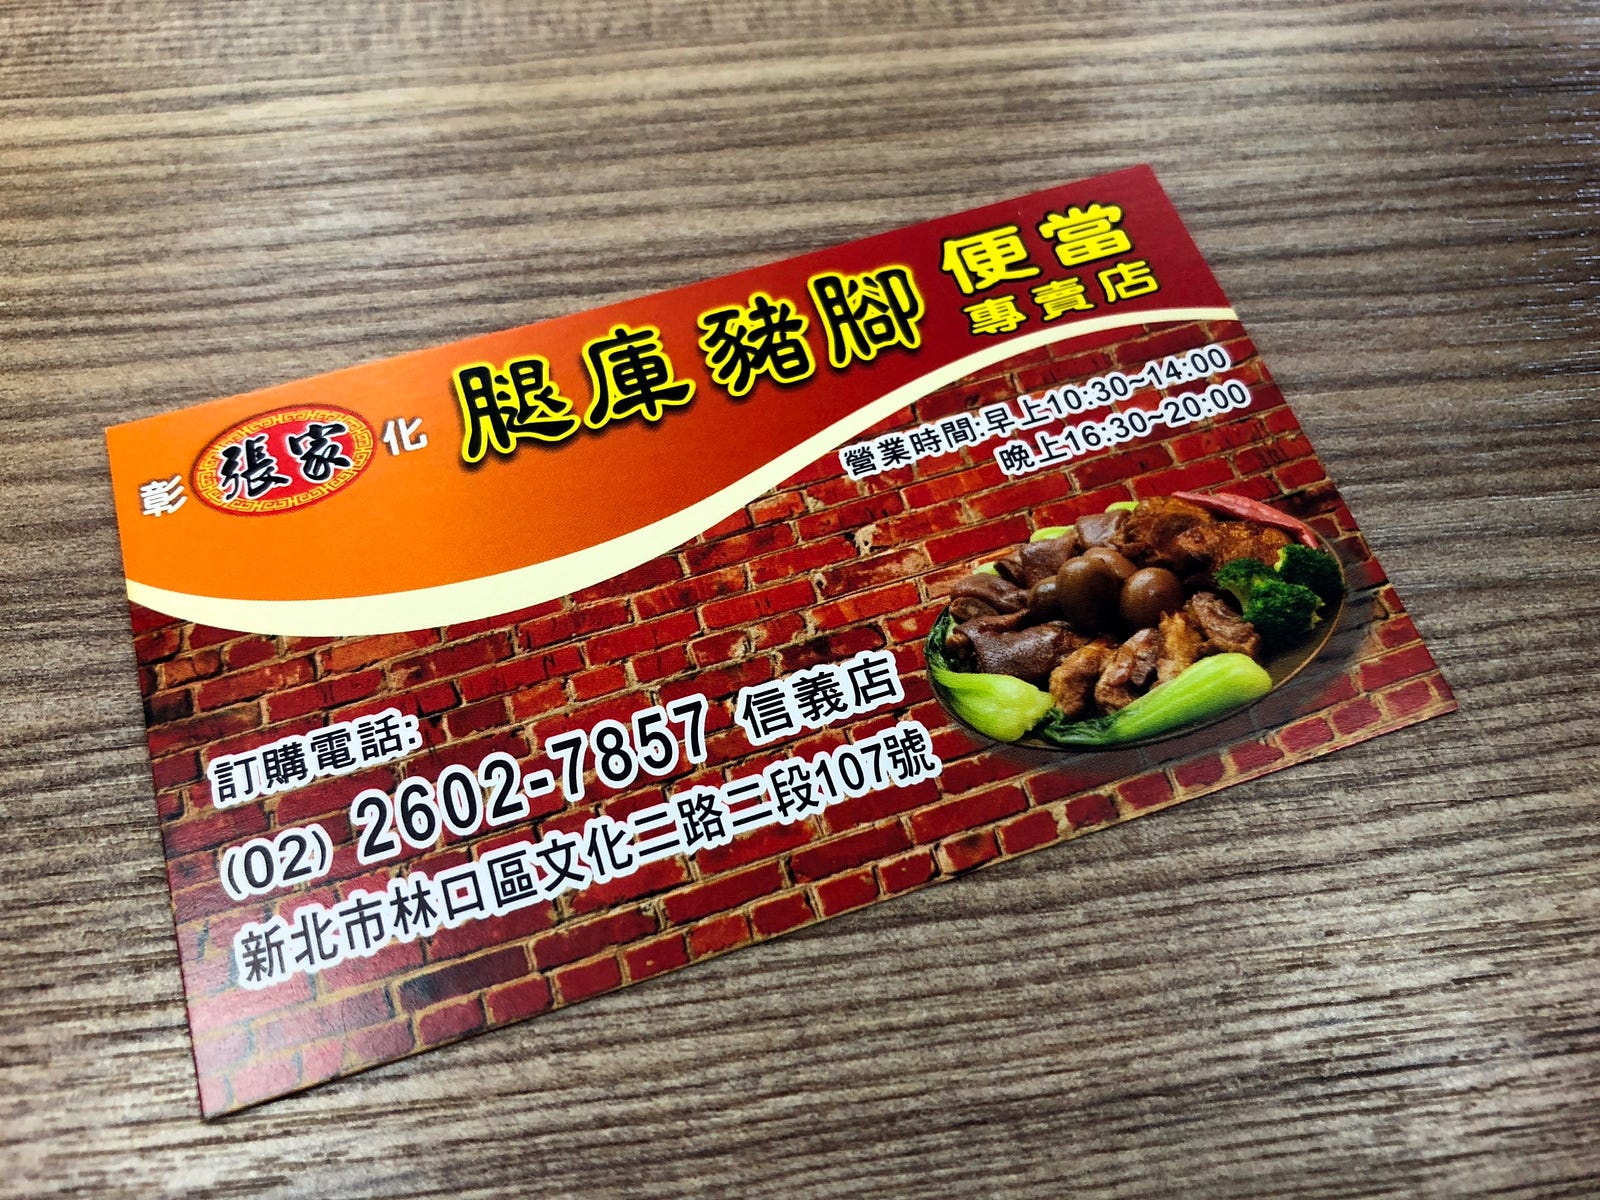 彰 張家 化 腿庫豬腳 便當
專賣店
營業時間:早上10:30~14:00
晚上16:30~20:00
訂購電話:
(02) 2602-7857 信義店
新北市林口區文化二路二段107號